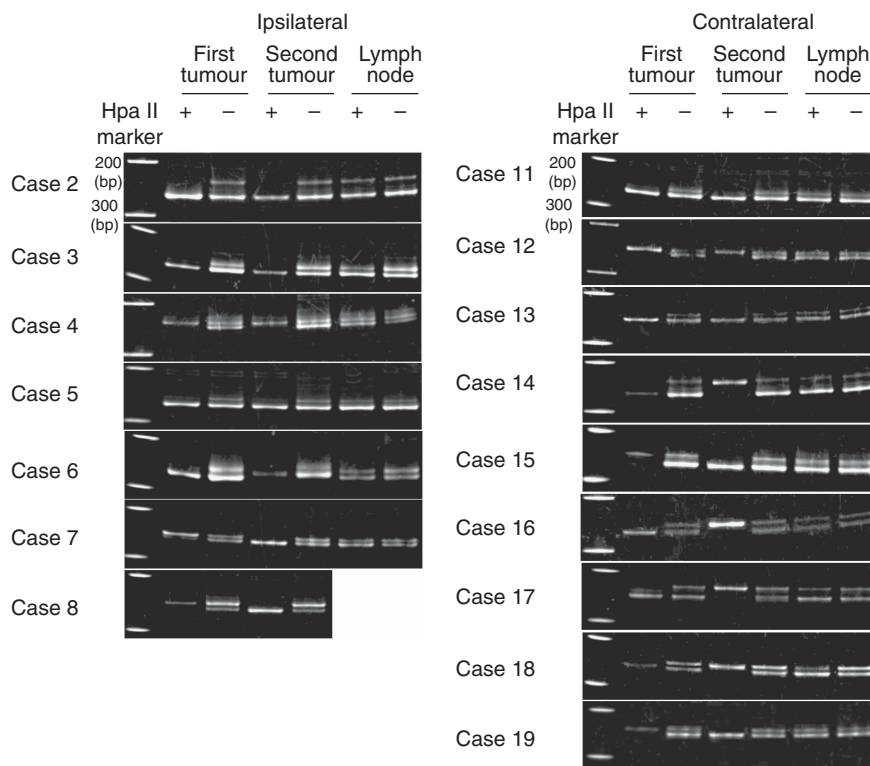 Ipsilateral
First tumour
Second tumour
Lymph node
Hpa II + − + − + −
marker
200 (bp)
300 (bp)
Case 2
Case 3
Case 4
Case 5
Case 6
Case 7
Case 8
Contralateral
First tumour
Second tumour
Lymph node
Hpa II + − + − + −
marker
200 (bp)
300 (bp)
Case 11
Case 12
Case 13
Case 14
Case 15
Case 16
Case 17
Case 18
Case 19